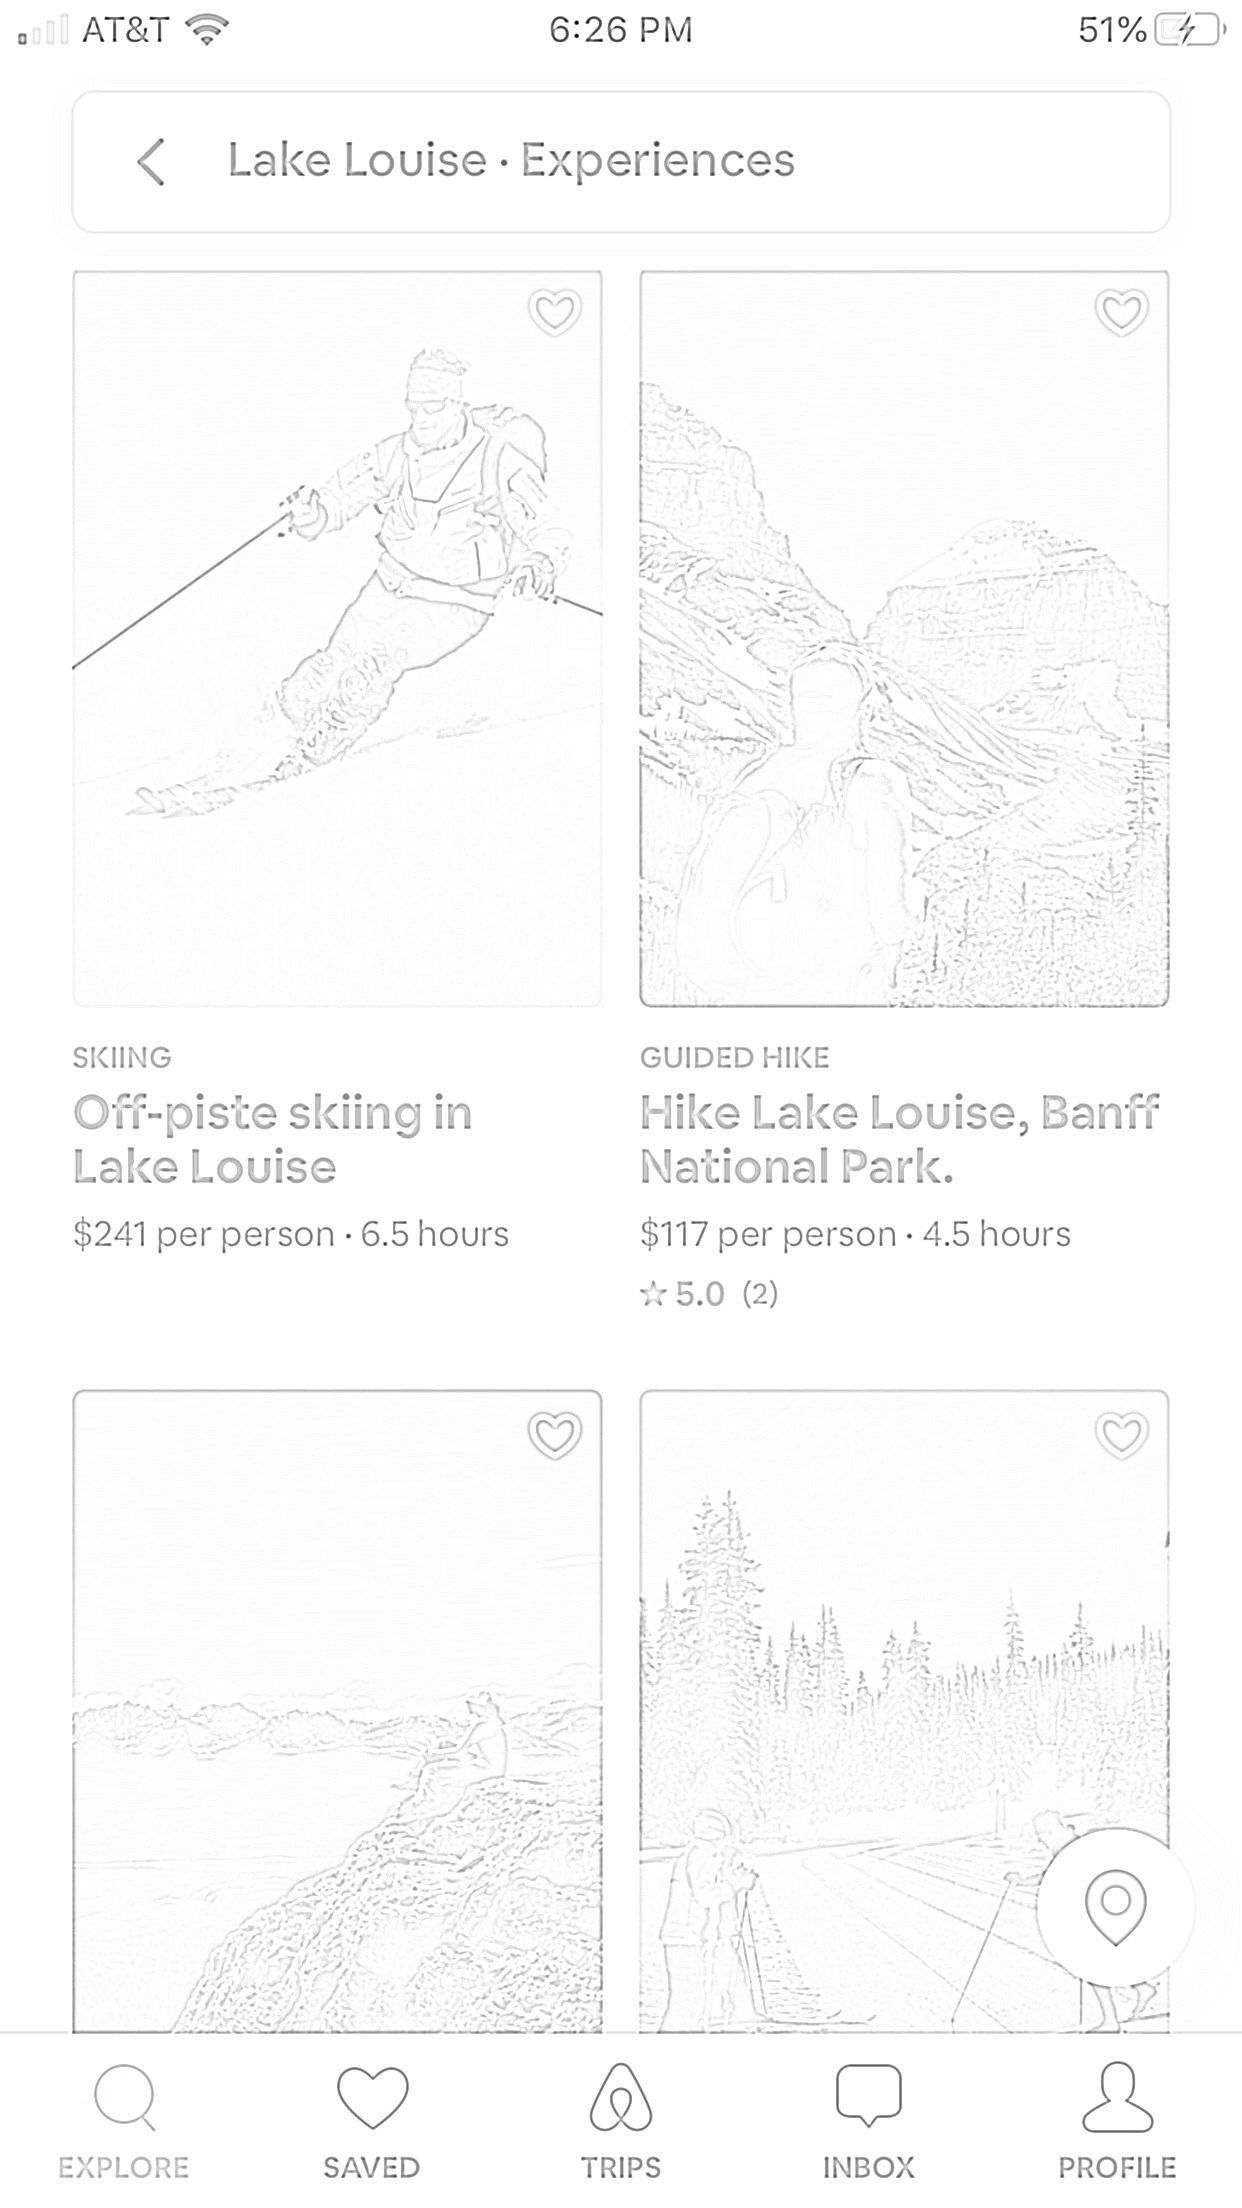 AT&T 6:26 PM 51%
Lake Louise · Experiences
SKIING
Off-piste skiing in
Lake Louise
$241 per person · 6.5 hours
GUIDED HIKE
Hike Lake Louise, Banff
National Park.
$117 per person · 4.5 hours
★ 5.0 (2)
EXPLORE SAVED TRIPS INBOX PROFILE